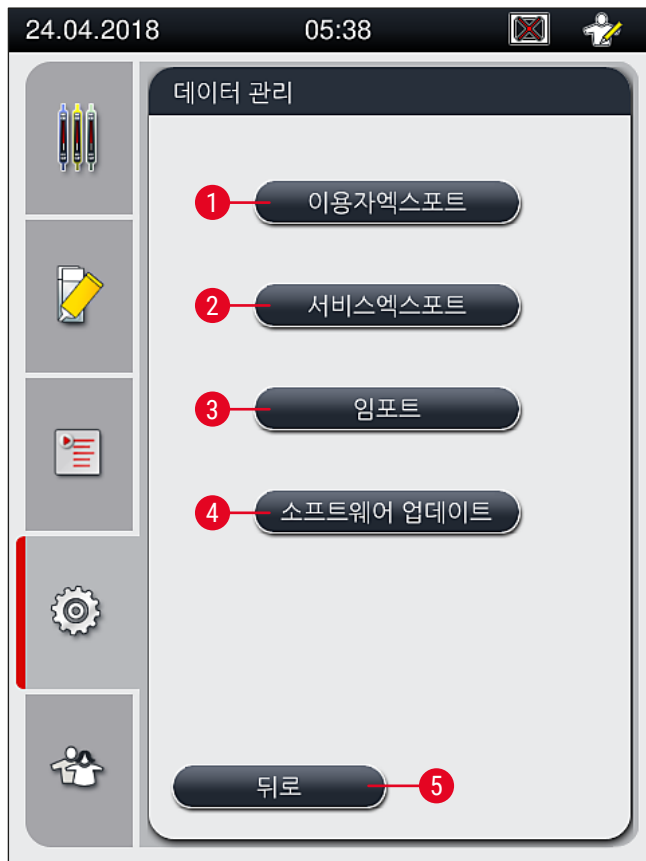 24.04.2018 05:38
데이터 관리
1 이용자엑스포트
2 서비스엑스포트
3 임포트
4 소프트웨어 업데이트
뒤로 5